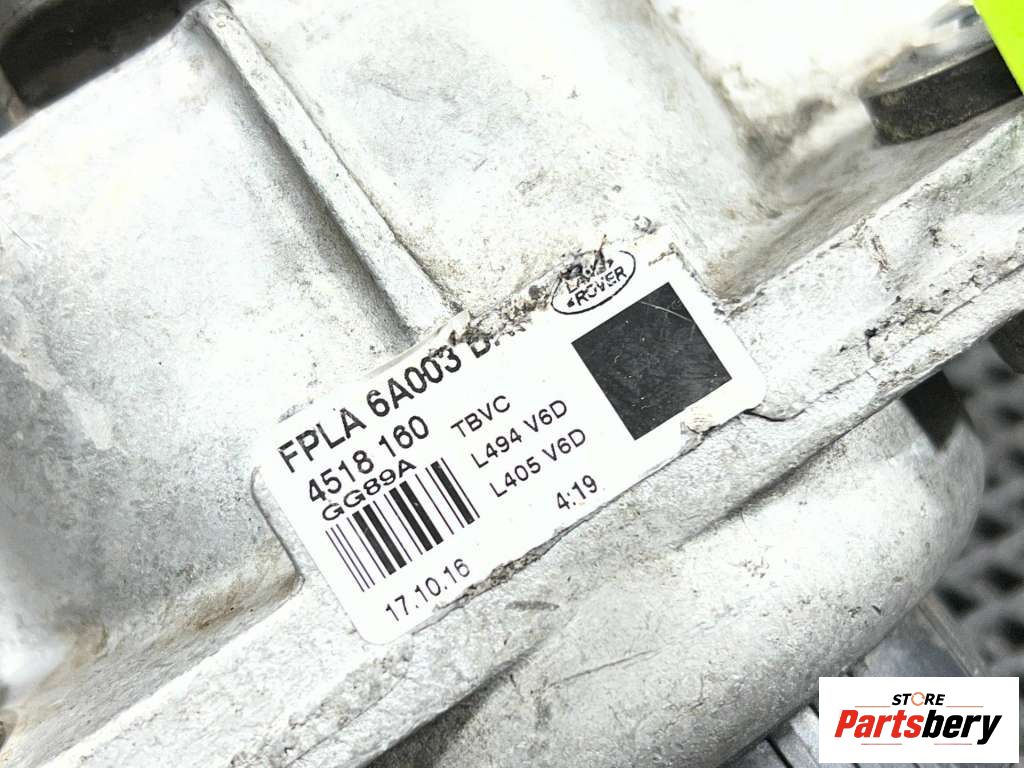 LAND
ROVER
FPLA 6A003
4518 160
GG89A
TBVC
L494 V6D
L405 V6D
4:19
17.10.16
STORE
Partsbery